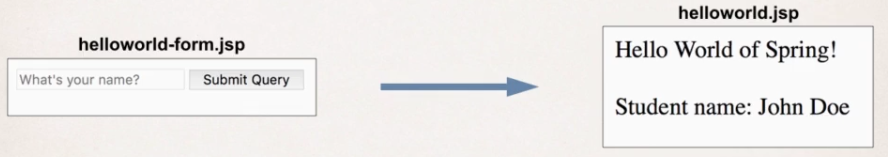 helloworld-form.jsp
What's your name? Submit Query
helloworld.jsp
Hello World of Spring!
Student name: John Doe